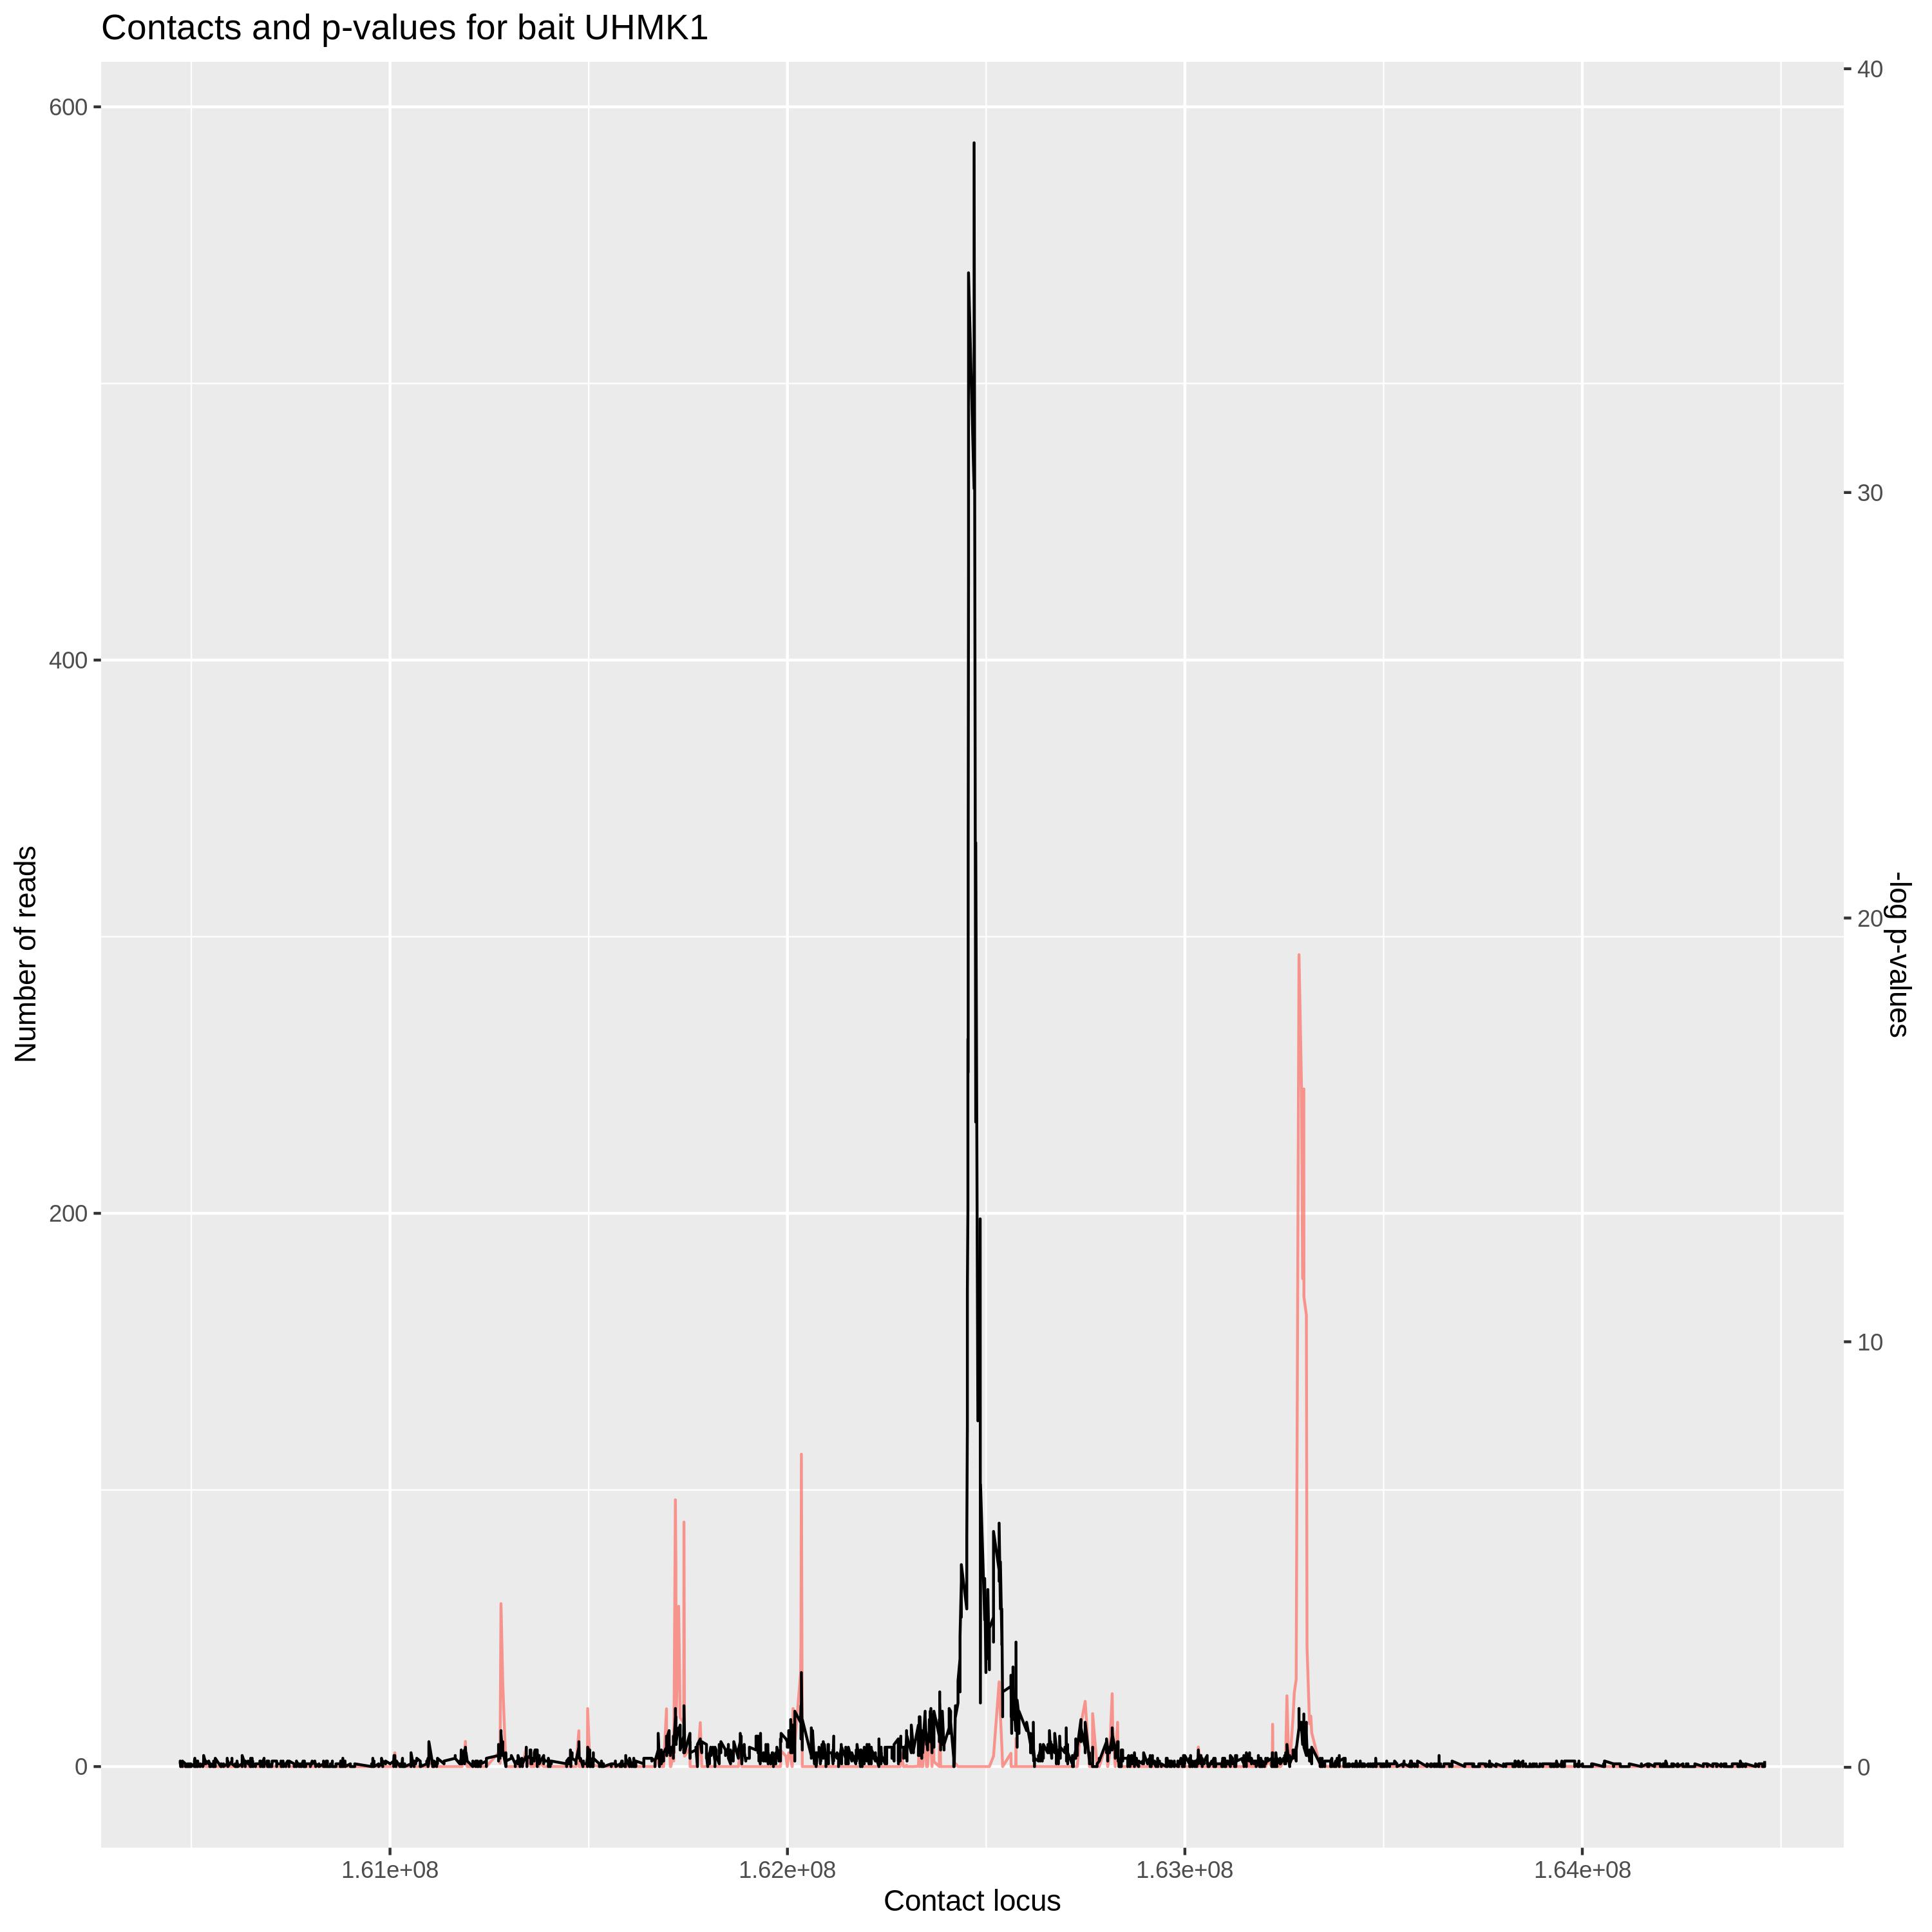 Contacts and p-values for bait UHMK1
600
400
200
0
Number of reads
40
30
20
10
0
-log p-values
1.61e+08
1.62e+08
1.63e+08
1.64e+08
Contact locus